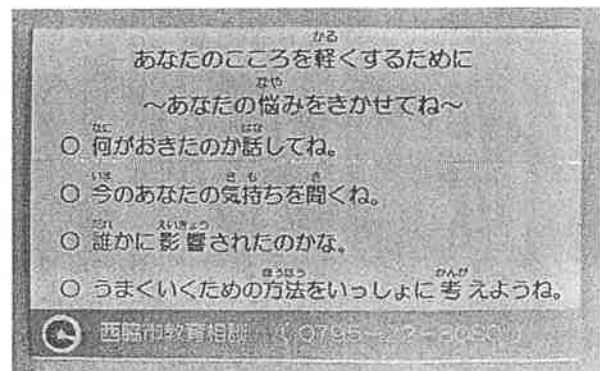 あなたのこころを軽くするために
～あなたの悩みをきかせてね～
○ 何がおきたのか話してね。
○ 今のあなたの気持ちを聞くね。
○ 誰かに影響されたのかな。
○ うまくいくための方法をいっしょに考えようね。
西脇市教育相談